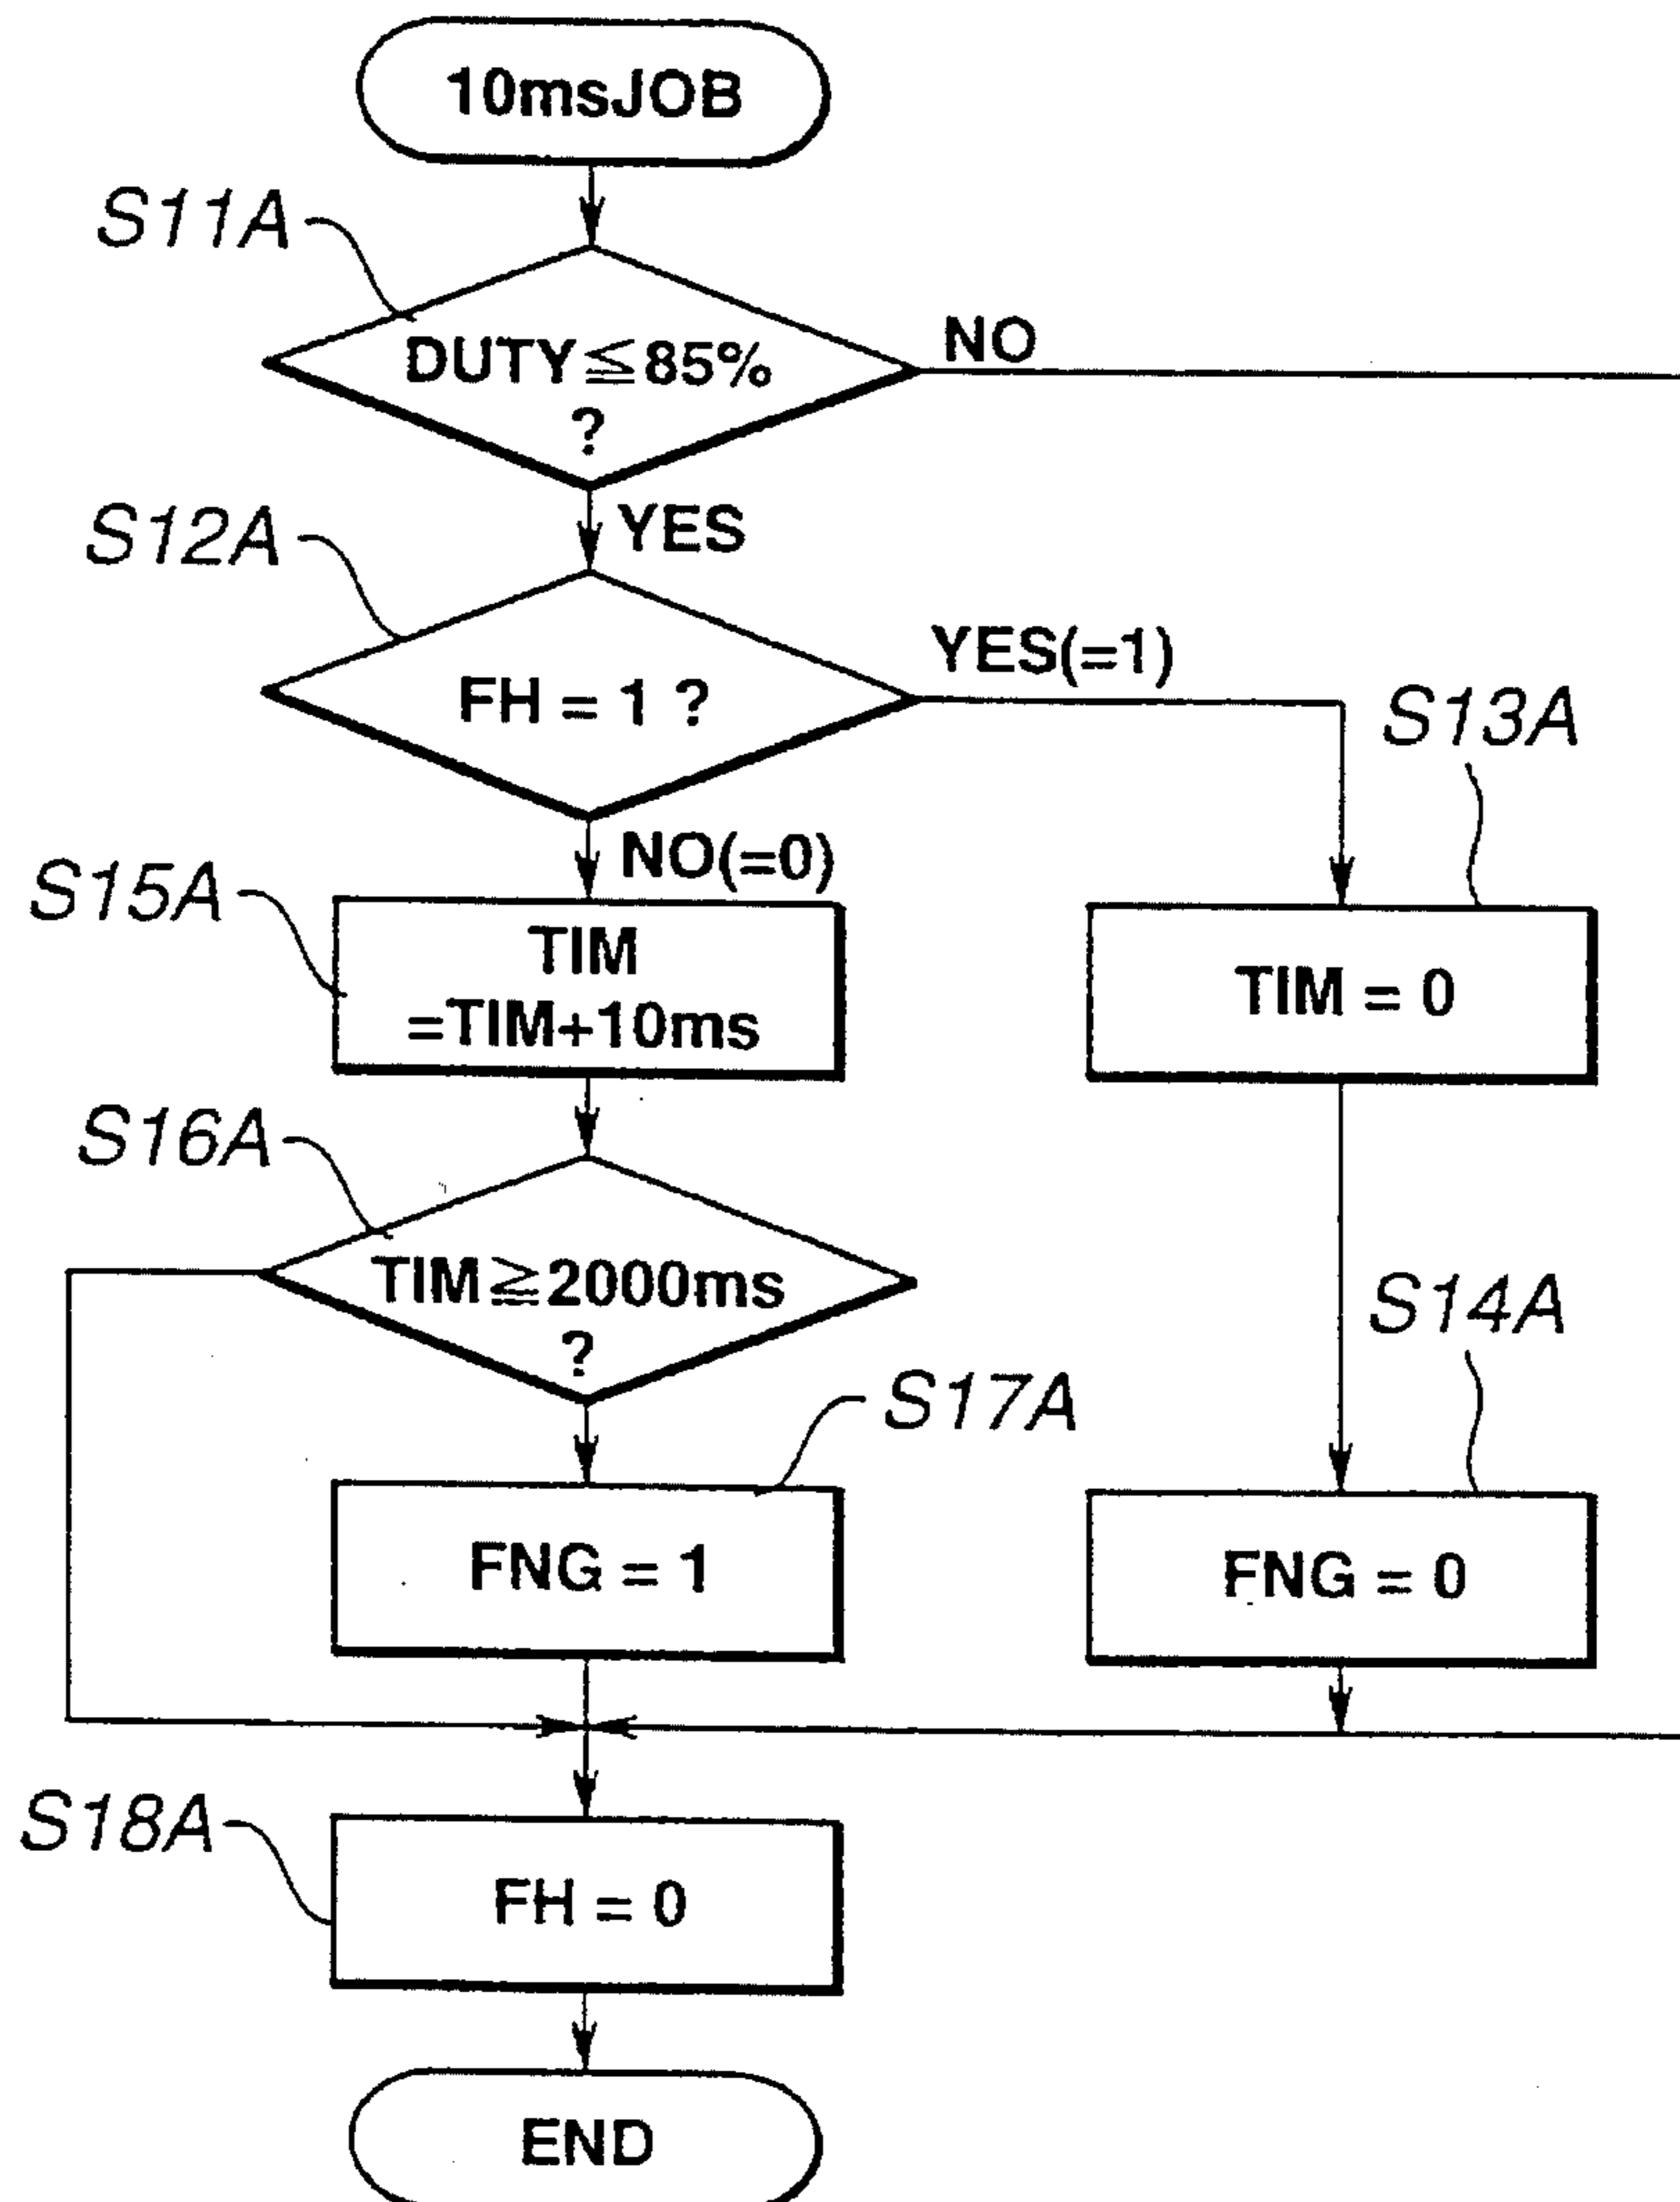 10msJOB
S11A
DUTY≦85%
?
NO
YES
S12A
FH = 1 ?
YES(=1)
S13A
NO(=0)
S15A
TIM
=TIM+10ms
TIM = 0
S16A
TIM≧2000ms
?
S14A
S17A
FNG = 1
FNG = 0
S18A
FH = 0
END